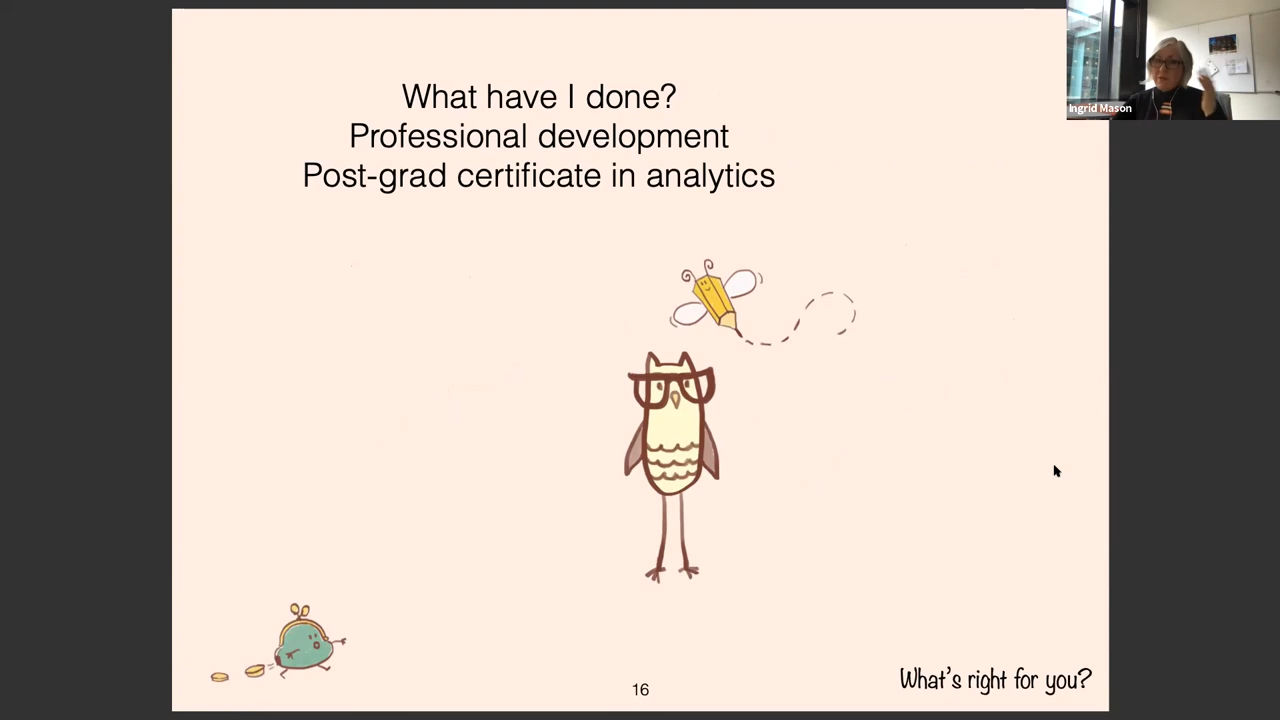 What have I done?
Professional development
Post-grad certificate in analytics
Ingrid Mason
What's right for you?
16